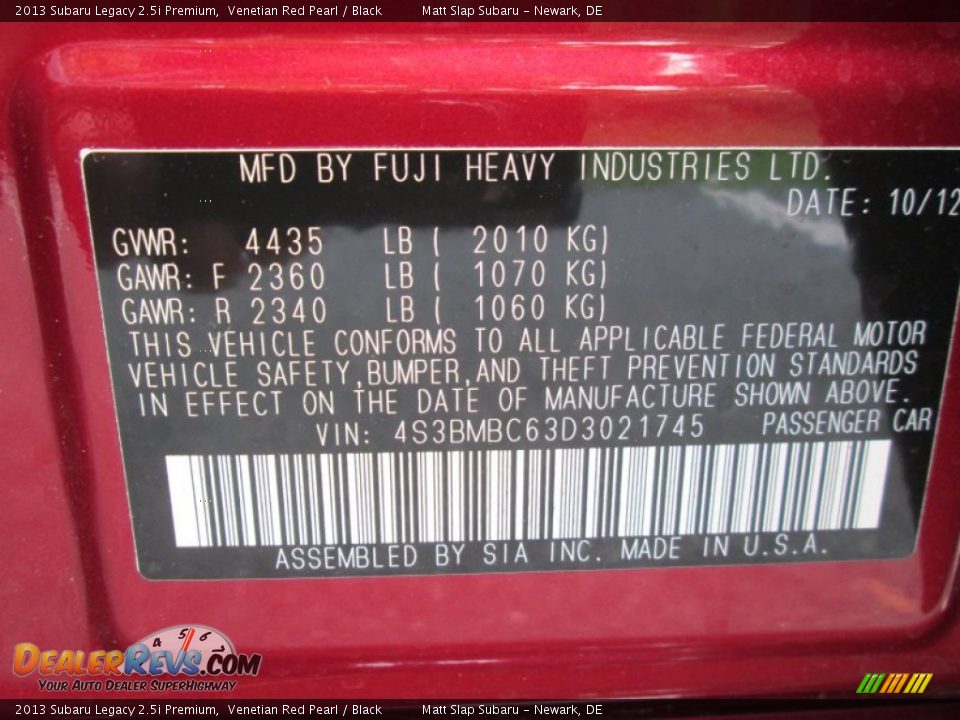 2013 Subaru Legacy 2.5i Premium,  Venetian Red Pearl / Black        Matt Slap Subaru - Newark, DE
MFD BY FUJI HEAVY INDUSTRIES LTD.
DATE: 10/12
GVWR:   4435   LB (  2010 KG)
GAWR: F 2360   LB (  1070 KG)
GAWR: R 2340   LB (  1060 KG)
THIS VEHICLE CONFORMS TO ALL APPLICABLE FEDERAL MOTOR
VEHICLE SAFETY,BUMPER,AND THEFT PREVENTION STANDARDS
IN EFFECT ON THE DATE OF MANUFACTURE SHOWN ABOVE.
VIN: 4S3BMBC63D3021745   PASSENGER CAR
ASSEMBLED BY SIA INC. MADE IN U.S.A.
4 5 6
DEALERREVS.COM
YOUR AUTO DEALER SUPERHIGHWAY
2013 Subaru Legacy 2.5i Premium,  Venetian Red Pearl / Black        Matt Slap Subaru - Newark, DE